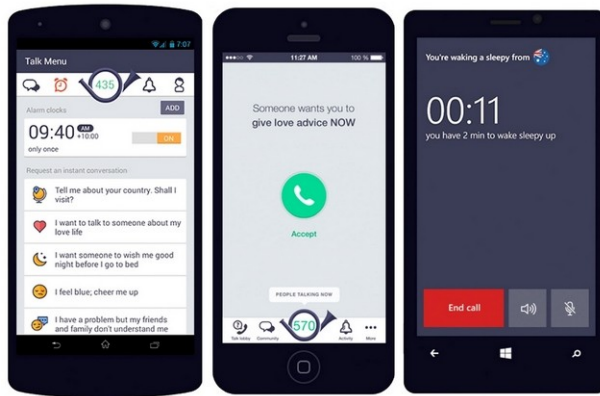 7:07
Talk Menu
435
Alarm clocks
ADD
09:40 AM +10:00
ON
only once
Request an instant conversation
Tell me about your country. Shall I
visit?
I want to talk to someone about my
love life
I want someone to wish me good
night before I go to bed
I feel blue; cheer me up
I have a problem but my friends
and family don't understand me
11:27 AM
100 %
Someone wants you to
give love advice NOW
Accept
PEOPLE TALKING NOW
570
Talk lobby
Community
Activity
More
You're waking a sleepy from
00:11
you have 2 min to wake sleepy up
End call